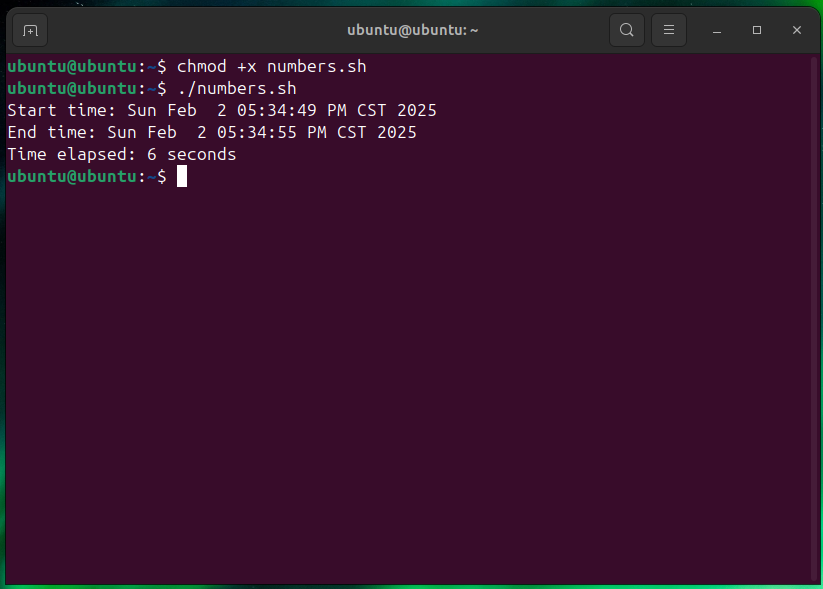 ubuntu@ubuntu: ~
ubuntu@ubuntu:~$ chmod +x numbers.sh
ubuntu@ubuntu:~$ ./numbers.sh
Start time: Sun Feb  2 05:34:49 PM CST 2025
End time: Sun Feb  2 05:34:55 PM CST 2025
Time elapsed: 6 seconds
ubuntu@ubuntu:~$